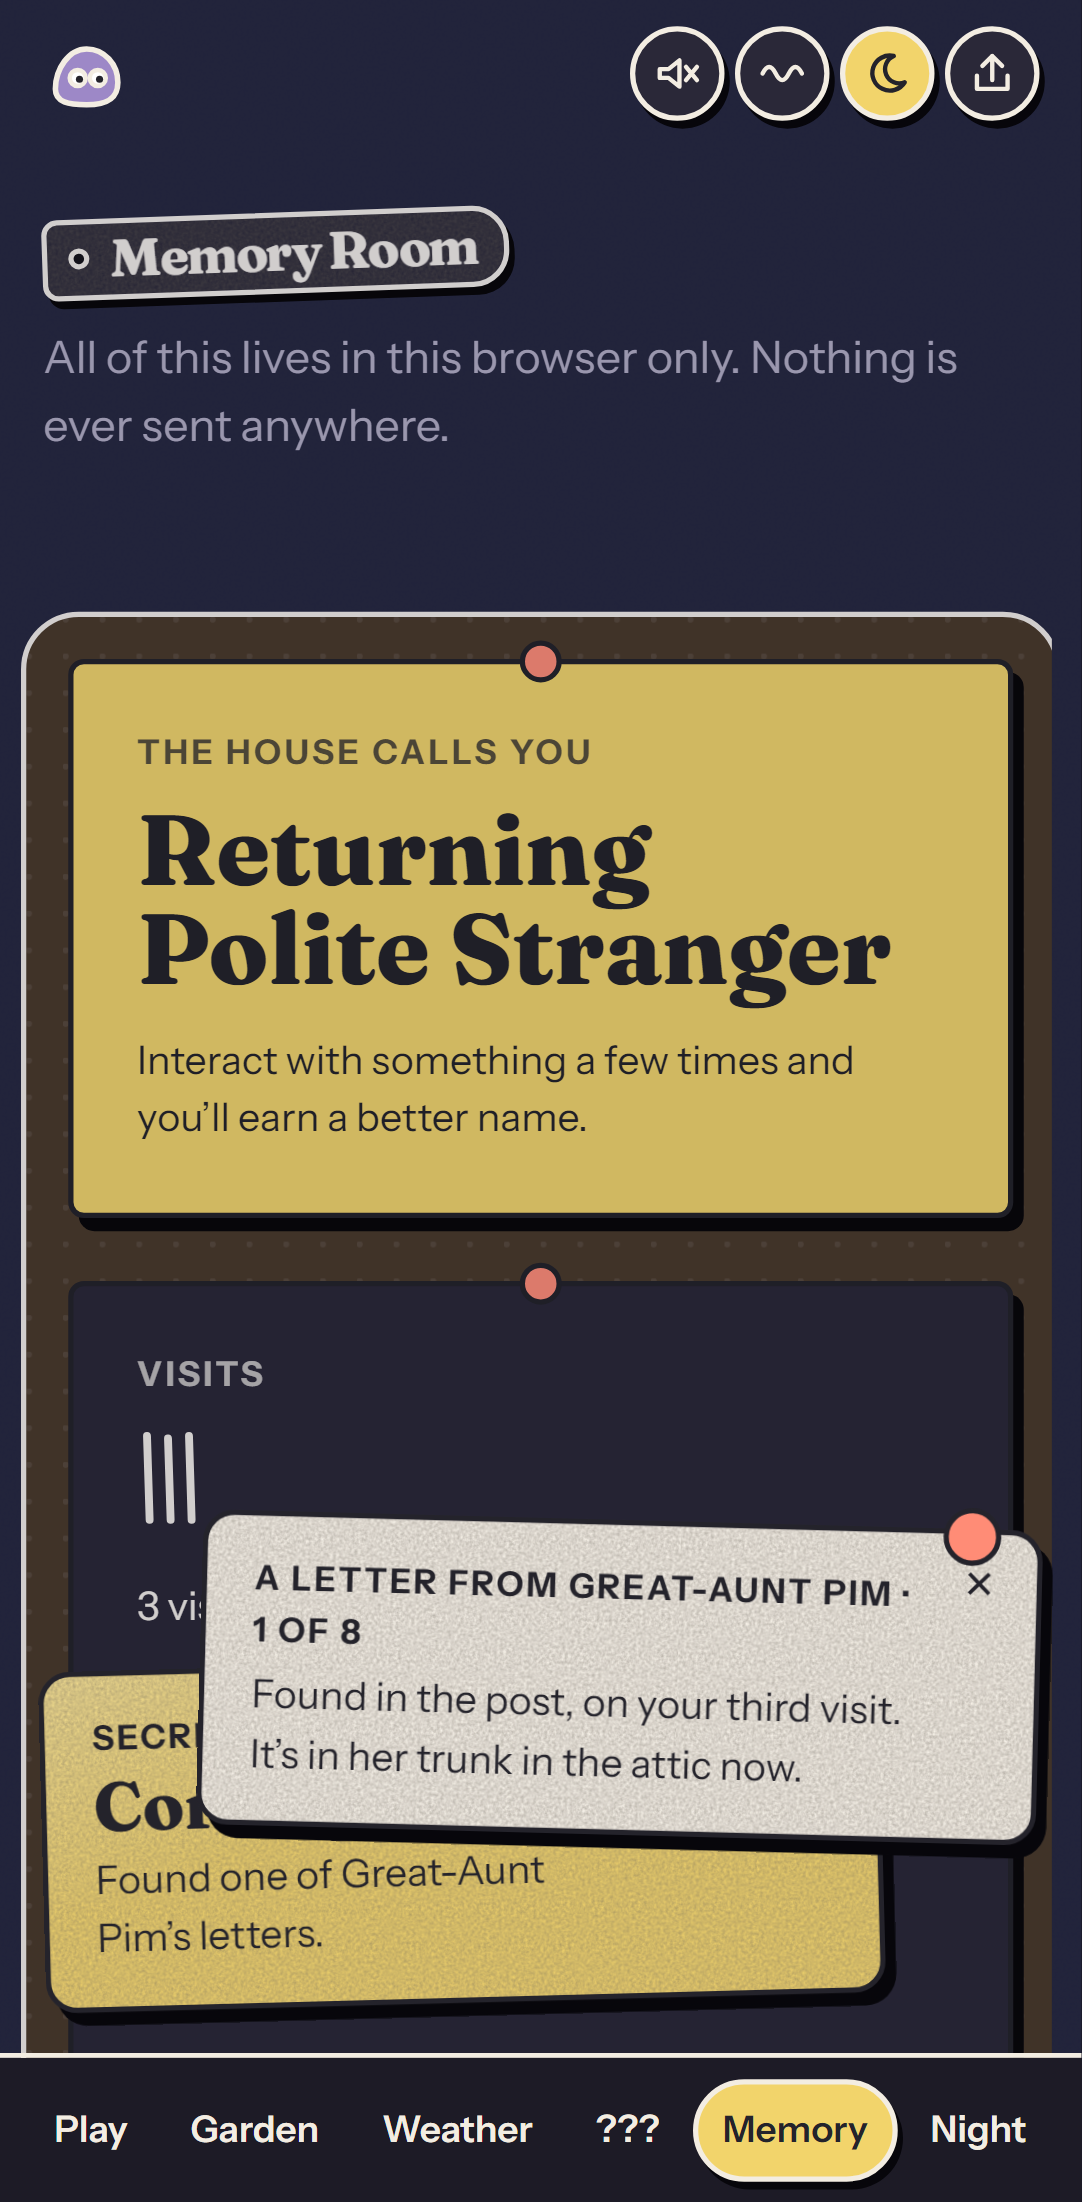 Memory Room
All of this lives in this browser only. Nothing is
ever sent anywhere.
THE HOUSE CALLS YOU
Returning
Polite Stranger
Interact with something a few times and
you’ll earn a better name.
VISITS
3
A LETTER FROM GREAT-AUNT PIM ·
1 OF 8
Found in the post, on your third visit.
It’s in her trunk in the attic now.
Found one of Great-Aunt
Pim’s letters.
Play
Garden
Weather
???
Memory
Night